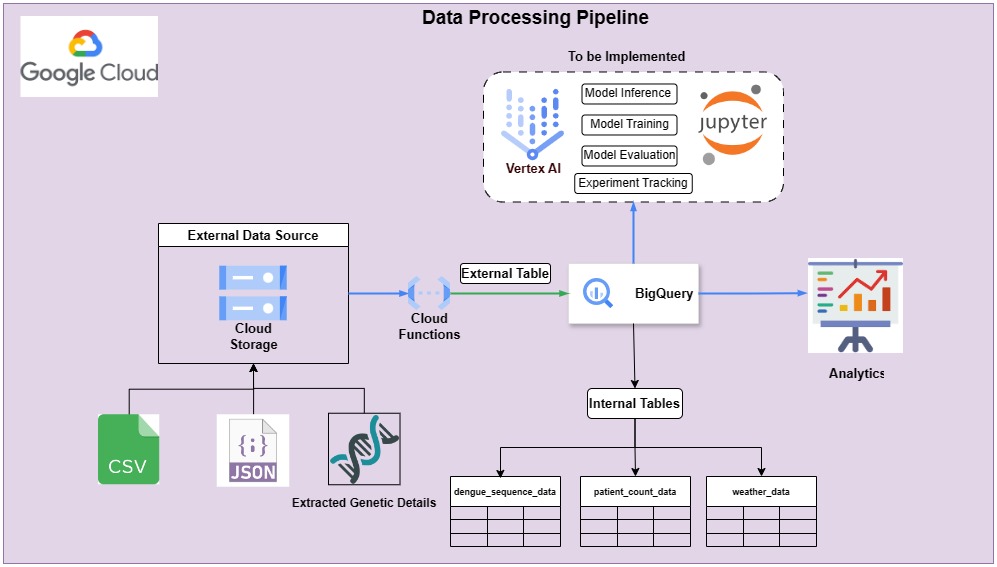 Data Processing Pipeline
Google Cloud
To be Implemented
Vertex AI
Model Inference
Model Training
Model Evaluation
Experiment Tracking
jupyter
External Data Source
Cloud
Storage
Cloud
Functions
External Table
BigQuery
Analytics
Internal Tables
CSV
{;}
JSON
Extracted Genetic Details
dengue_sequence_data
patient_count_data
weather_data